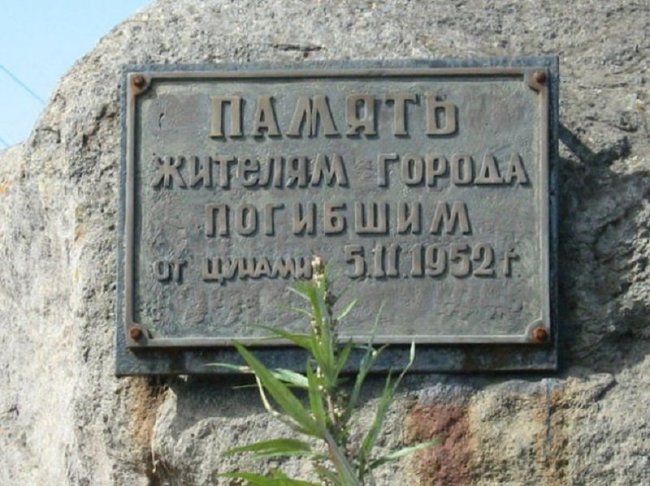 ПАМЯТЬ
ЖИТЕЛЯМ ГОРОДА
ПОГИБШИМ
ОТ ЦУНАМИ 5.11.1952 Г